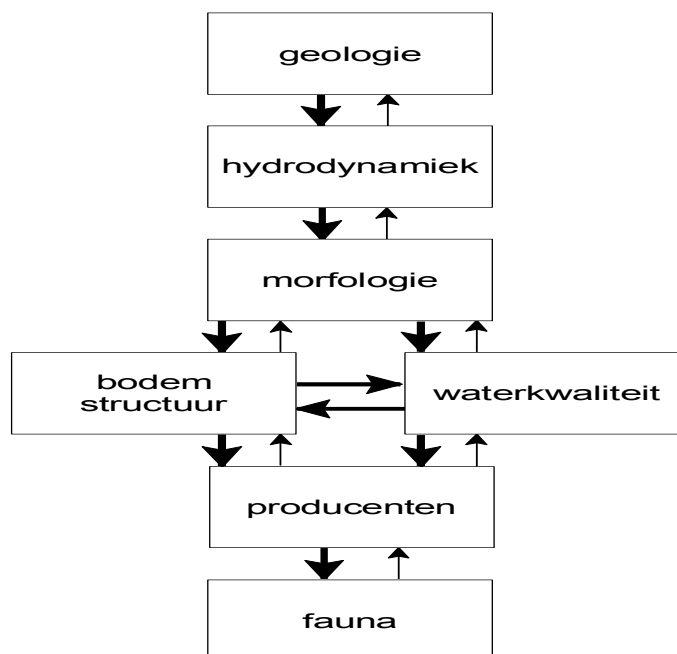 geologie
hydrodynamiek
morfologie
bodem
structuur
waterkwaliteit
producenten
fauna